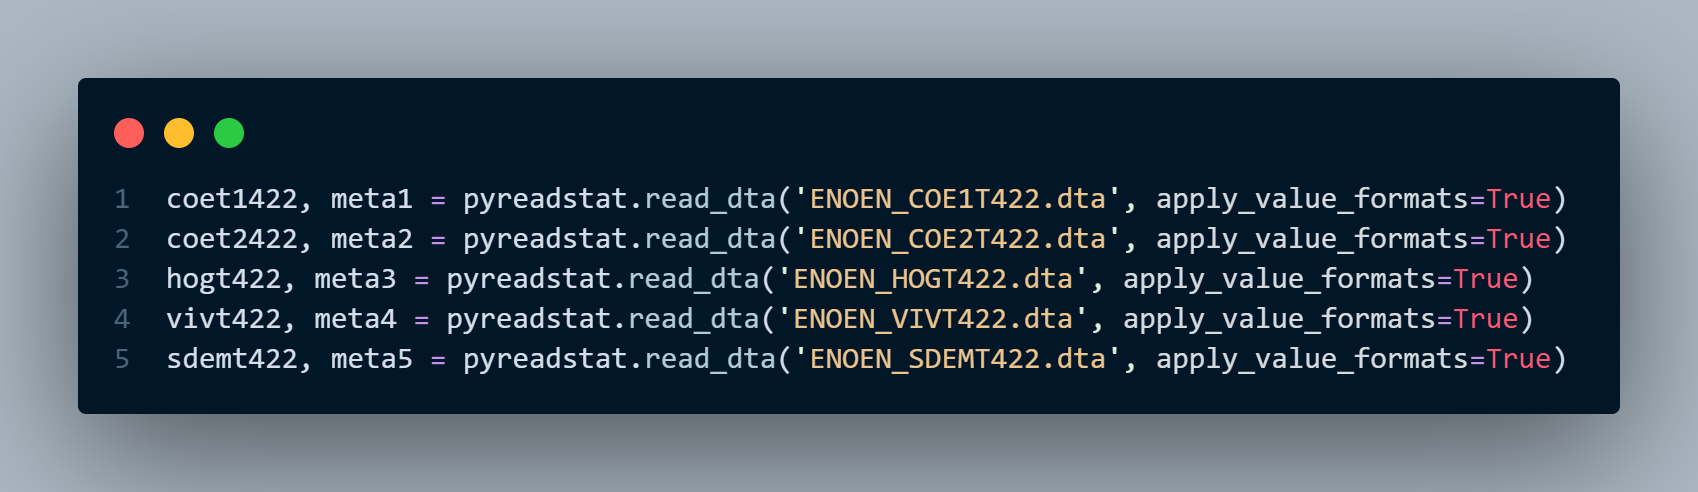 1 coet1422, meta1 = pyreadstat.read_dta('ENOEN_COE1T422.dta', apply_value_formats=True)
2 coet2422, meta2 = pyreadstat.read_dta('ENOEN_COE2T422.dta', apply_value_formats=True)
3 hogt422, meta3 = pyreadstat.read_dta('ENOEN_HOGT422.dta', apply_value_formats=True)
4 vivt422, meta4 = pyreadstat.read_dta('ENOEN_VIVT422.dta', apply_value_formats=True)
5 sdemt422, meta5 = pyreadstat.read_dta('ENOEN_SDEMT422.dta', apply_value_formats=True)